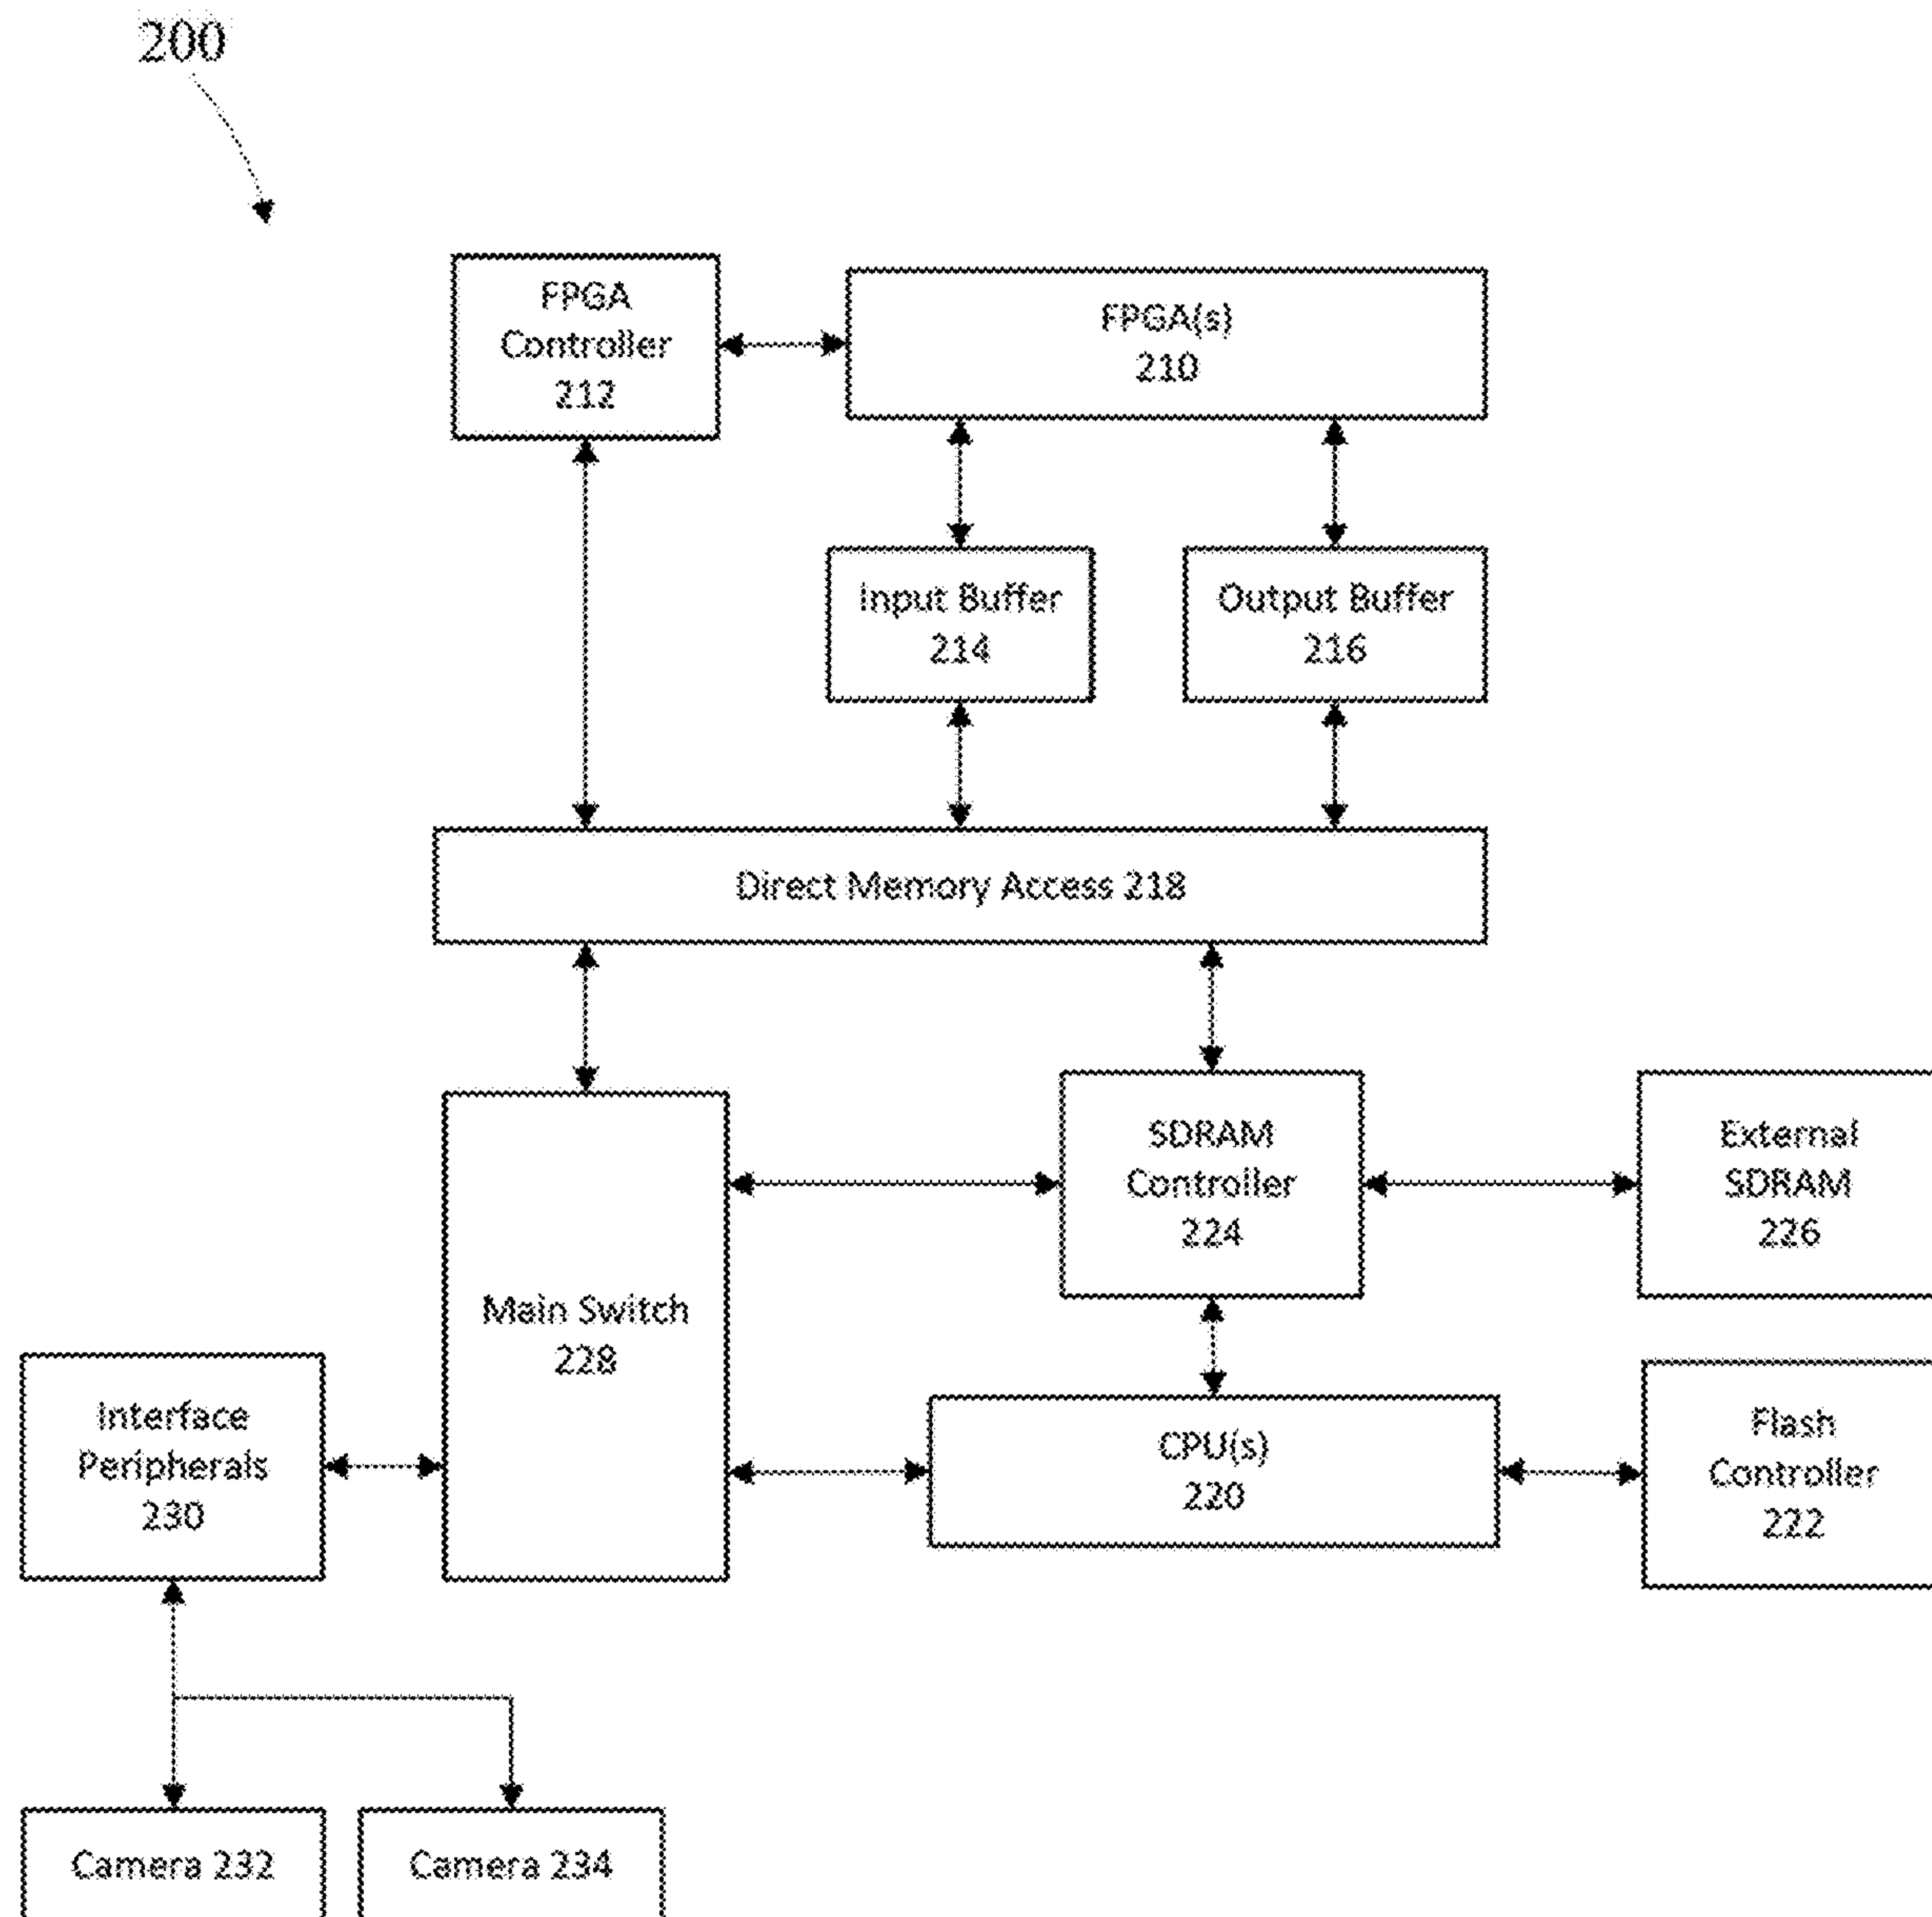 200
FPGA
Controller
212
FPGA(s)
210
Input Buffer
214
Output Buffer
216
Direct Memory Access 218
SDRAM
Controller
224
External
SDRAM
226
Main Switch
228
Interface
Peripherals
230
CPU(s)
220
Flash
Controller
222
Camera 232
Camera 234